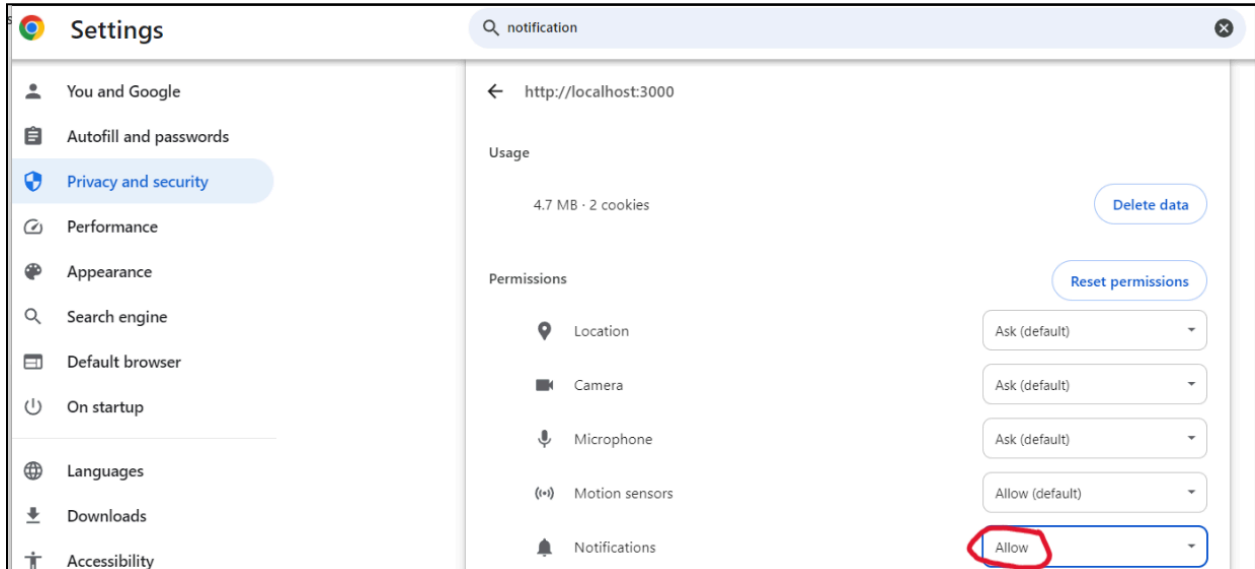 s
Settings
notification
You and Google
Autofill and passwords
Privacy and security
Performance
Appearance
Search engine
Default browser
On startup
Languages
Downloads
Accessibility
http://localhost:3000
Usage
4.7 MB · 2 cookies
Delete data
Permissions
Reset permissions
Location
Ask (default)
Camera
Ask (default)
Microphone
Ask (default)
Motion sensors
Allow (default)
Notifications
Allow